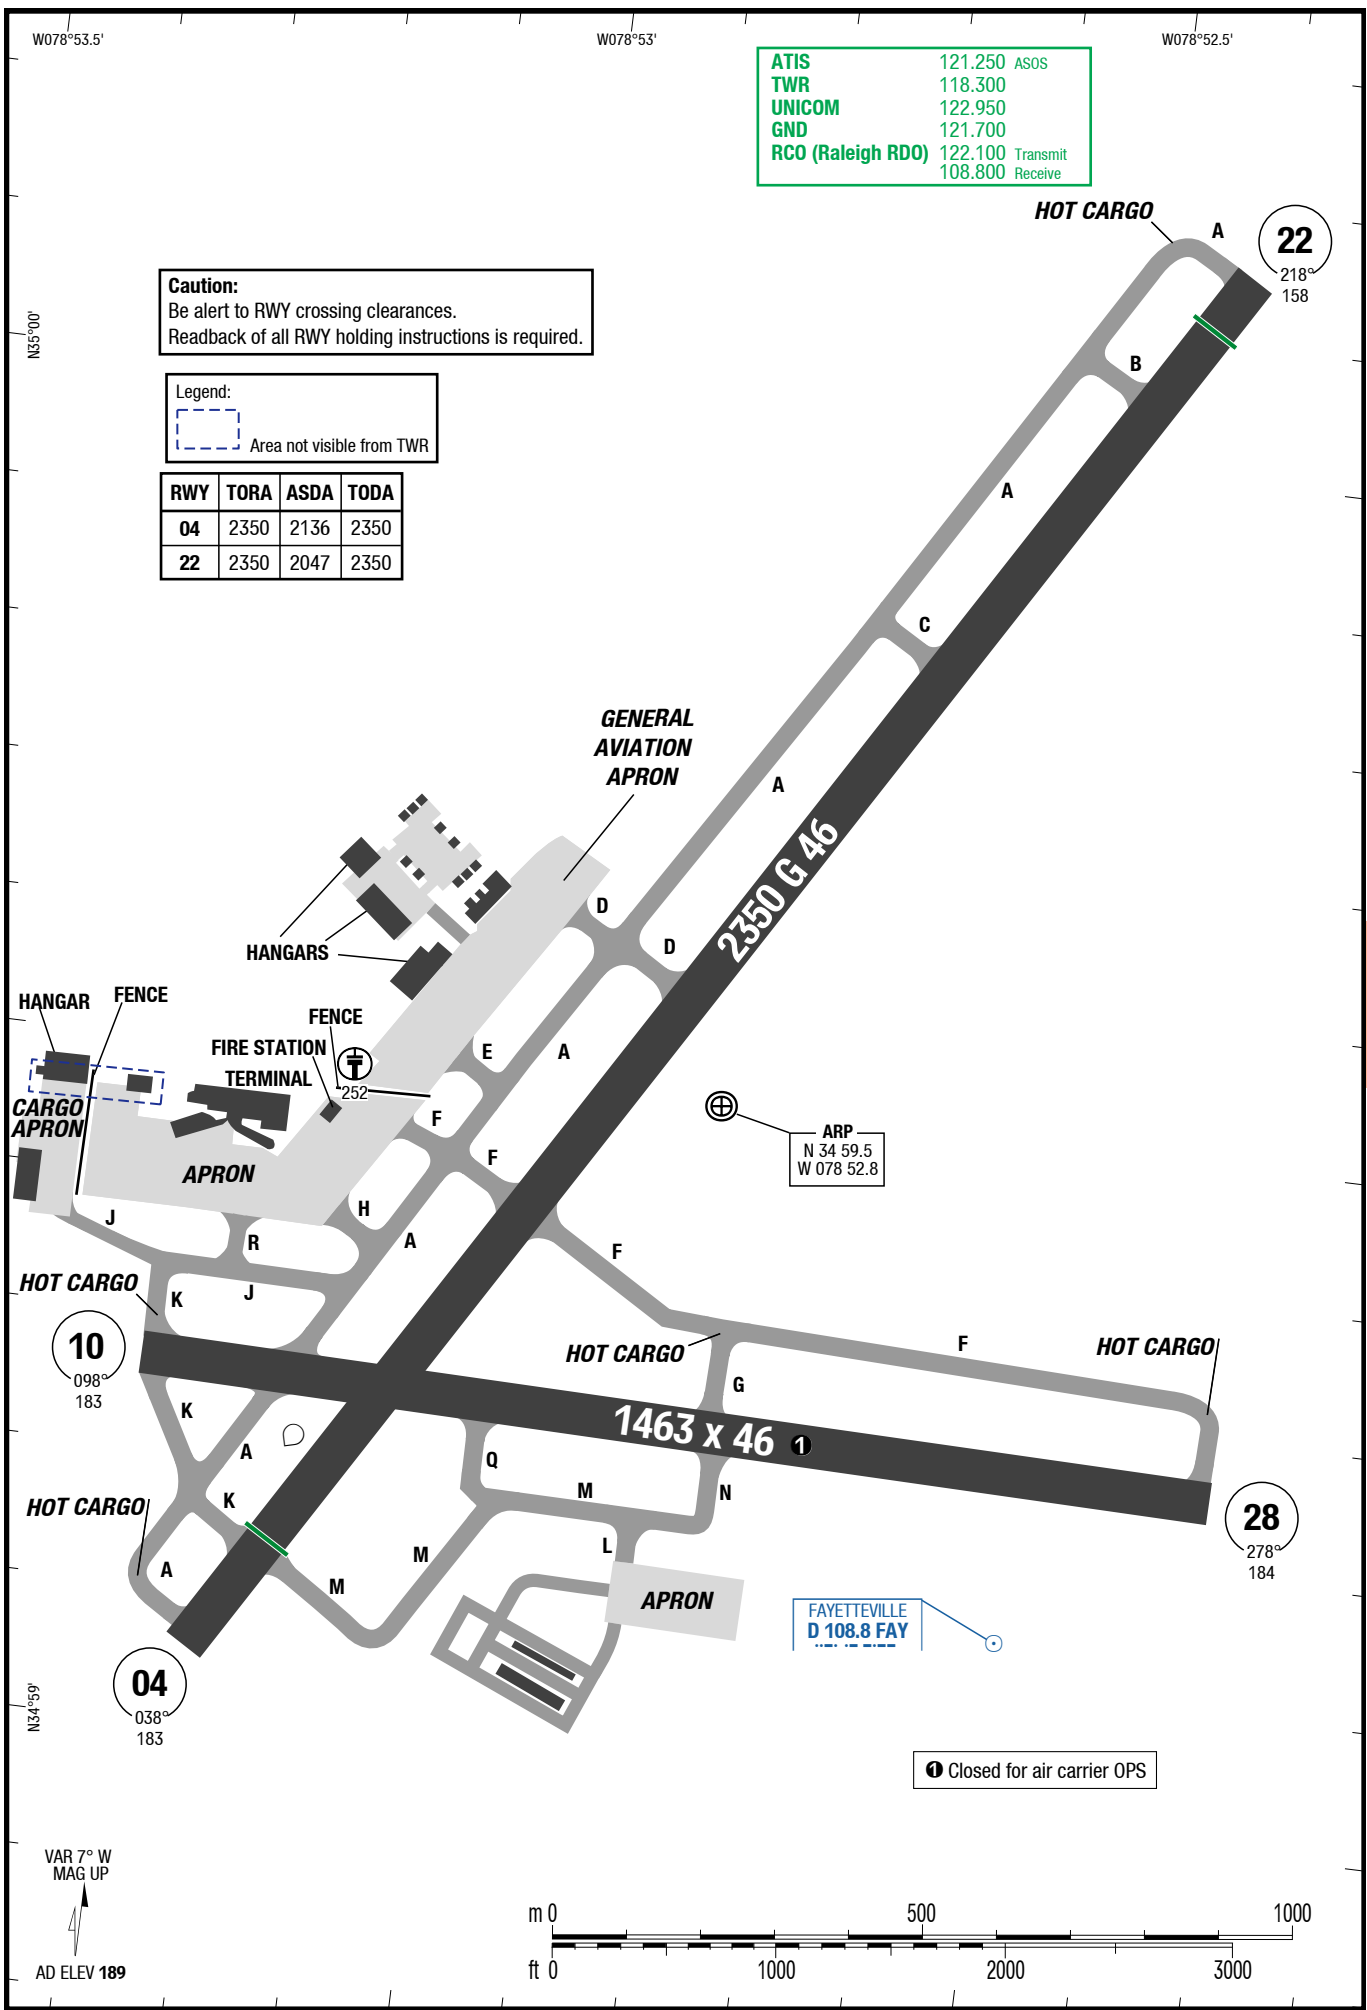 W078°53.5'
W078°53'
W078°52.5'
ATIS 121.250 ASOS
TWR 118.300
UNICOM 122.950
GND 121.700
RCO (Raleigh RDO) 122.100 Transmit
108.800 Receive
HOT CARGO
A
22
218°
158
Caution:
Be alert to RWY crossing clearances.
Readback of all RWY holding instructions is required.
N35°00'
B
Legend:
Area not visible from TWR
RWY TORA ASDA TODA
04 2350 2136 2350
22 2350 2047 2350
A
C
GENERAL
AVIATION
APRON
A
2350 G 46
D
D
HANGARS
HANGAR
FENCE
FENCE
FIRE STATION
TERMINAL
252
E
A
CARGO
APRON
F
F
ARP
N 34 59.5
W 078 52.8
APRON
H
J
R
A
F
HOT CARGO
K
J
10
098°
183
HOT CARGO
F
HOT CARGO
G
K
1463 x 46 1
A
Q
M
N
K
HOT CARGO
28
278°
184
L
M
A
M
APRON
FAYETTEVILLE
D 108.8 FAY
04
038°
183
N34°59'
1 Closed for air carrier OPS
VAR 7° W
MAG UP
AD ELEV 189
m 0 500 1000
ft 0 1000 2000 3000